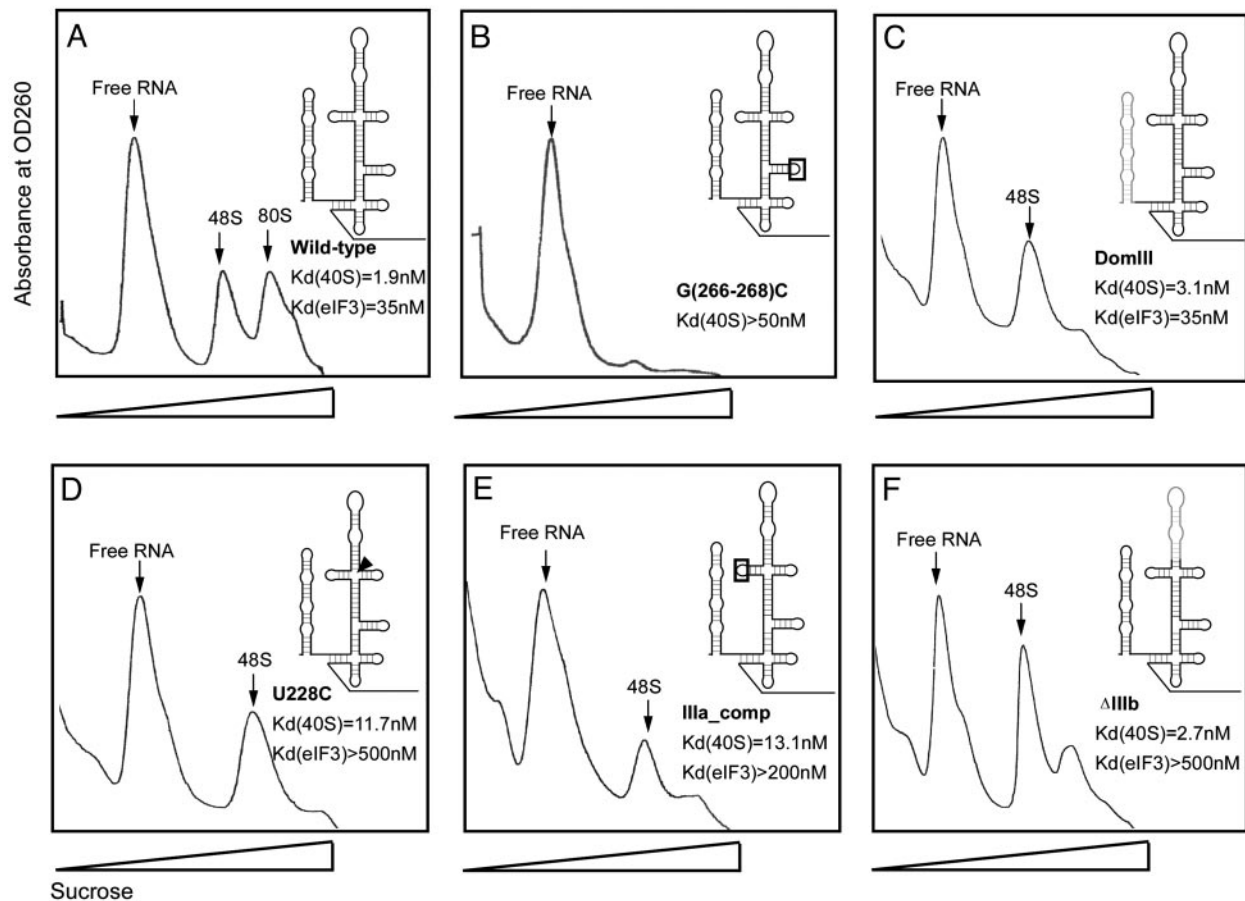 Absorbance at OD260
A
Free RNA
48S
80S
Wild-type
Kd(40S)=1.9nM
Kd(eIF3)=35nM
B
Free RNA
G(266-268)C
Kd(40S)>50nM
C
Free RNA
48S
DomIII
Kd(40S)=3.1nM
Kd(eIF3)=35nM
D
Free RNA
48S
U228C
Kd(40S)=11.7nM
Kd(eIF3)>500nM
E
Free RNA
48S
IIIa_comp
Kd(40S)=13.1nM
Kd(eIF3)>200nM
F
Free RNA
48S
ΔIIIb
Kd(40S)=2.7nM
Kd(eIF3)>500nM
Sucrose